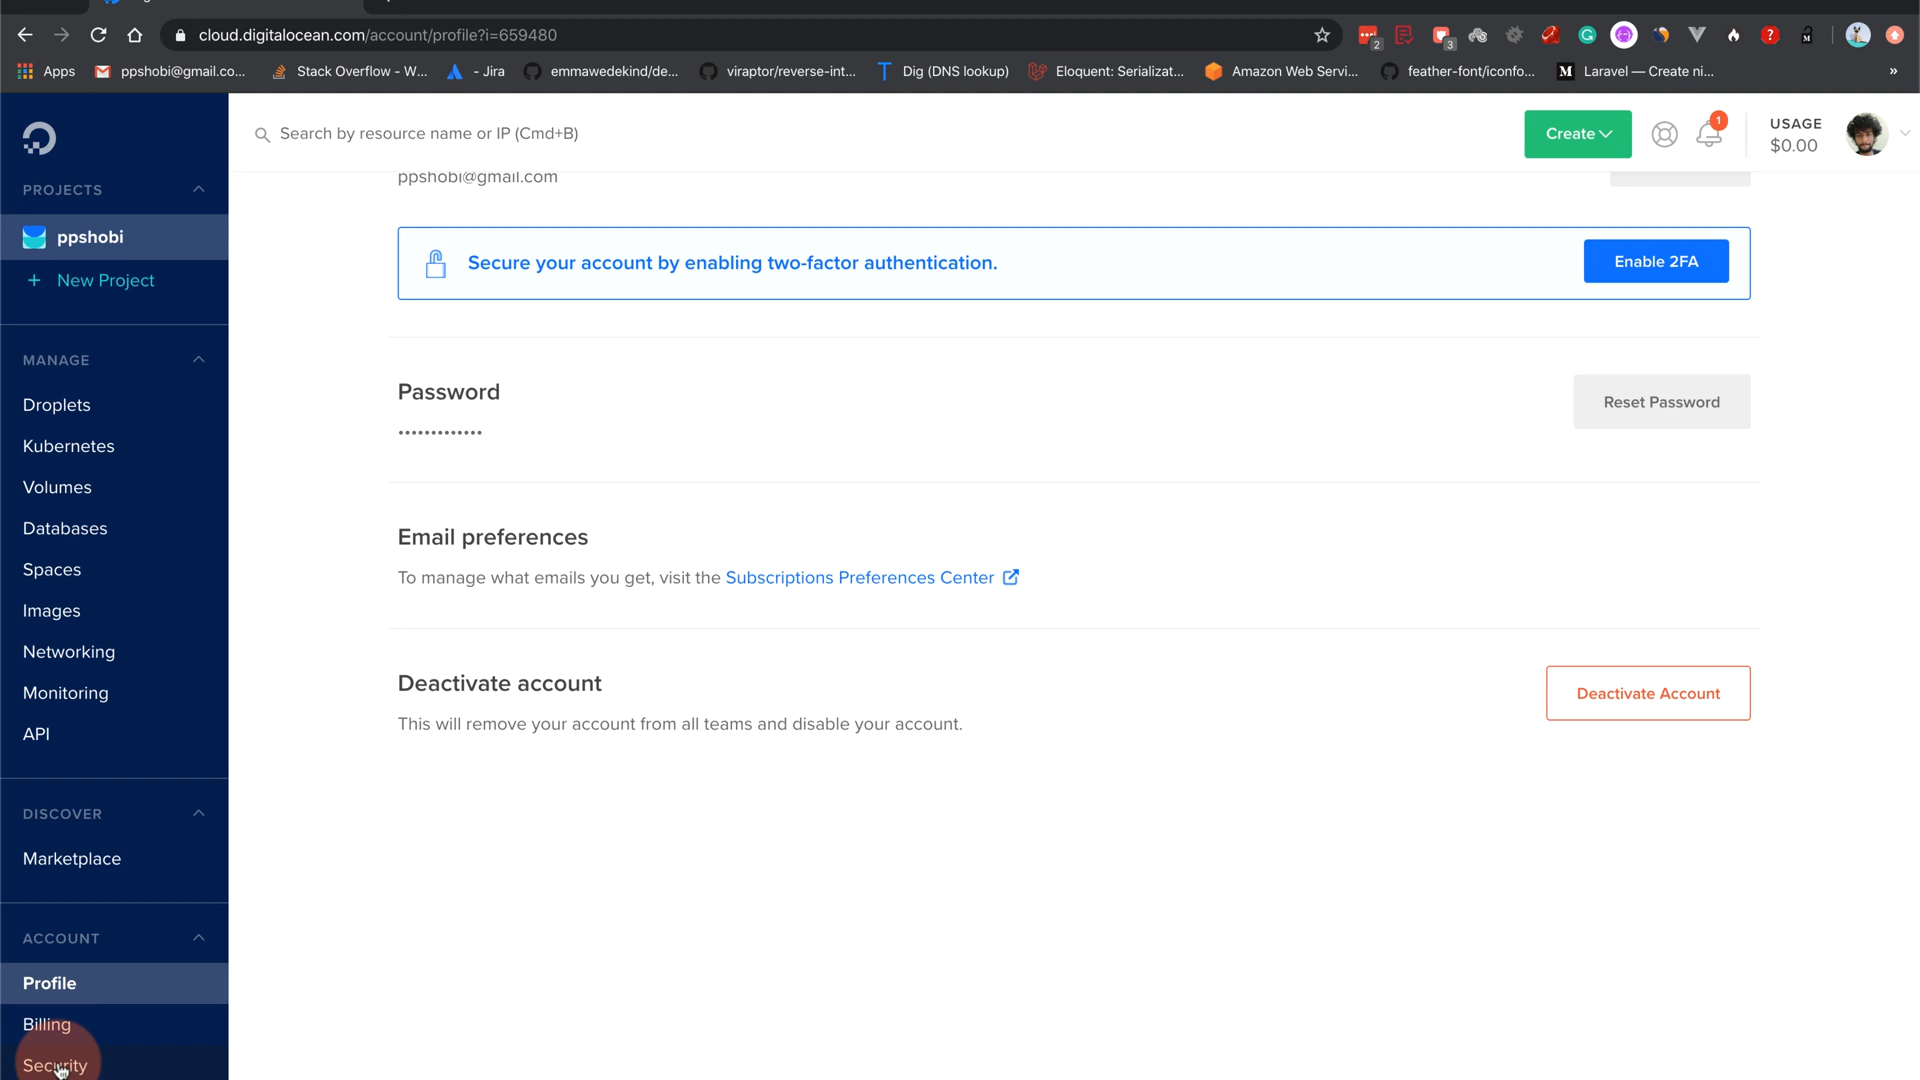 cloud.digitalocean.com/account/profile?i=659480
2
3
Apps
ppshobi@gmail.co...
Stack Overflow - W...
- Jira
emmawedekind/de...
viraptor/reverse-int...
Dig (DNS lookup)
Eloquent: Serializat...
Amazon Web Servi...
feather-font/iconfo...
Laravel — Create ni...
»
Search by resource name or IP (Cmd+B)
Create
1
USAGE
$0.00
PROJECTS
ppshobi
+ New Project
MANAGE
Droplets
Kubernetes
Volumes
Databases
Spaces
Images
Networking
Monitoring
API
DISCOVER
Marketplace
ACCOUNT
Profile
Billing
Security
ppshobi@gmail.com
Secure your account by enabling two-factor authentication.
Enable 2FA
Password
•••••••••••••
Reset Password
Email preferences
To manage what emails you get, visit the Subscriptions Preferences Center
Deactivate account
This will remove your account from all teams and disable your account.
Deactivate Account